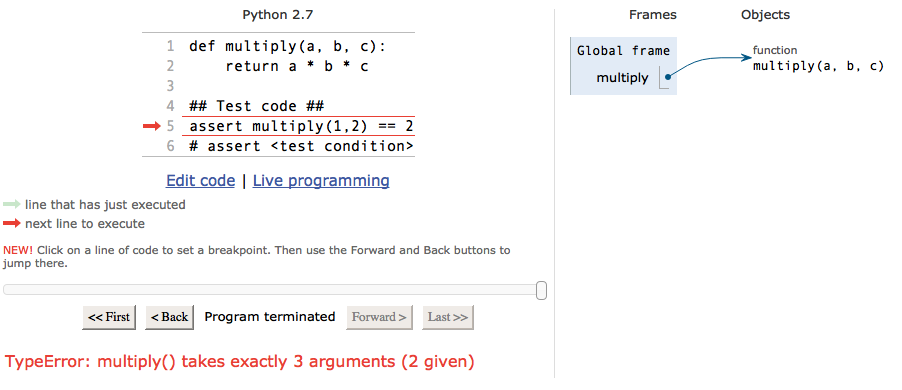 Python 2.7
1 def multiply(a, b, c):
2     return a * b * c
3
4 ## Test code ##
5 assert multiply(1,2) == 2
6 # assert <test condition>
Edit code | Live programming
line that has just executed
next line to execute
NEW! Click on a line of code to set a breakpoint. Then use the Forward and Back buttons to
jump there.
<< First < Back Program terminated Forward > Last >>
TypeError: multiply() takes exactly 3 arguments (2 given)
Frames Objects
Global frame
multiply
function
multiply(a, b, c)